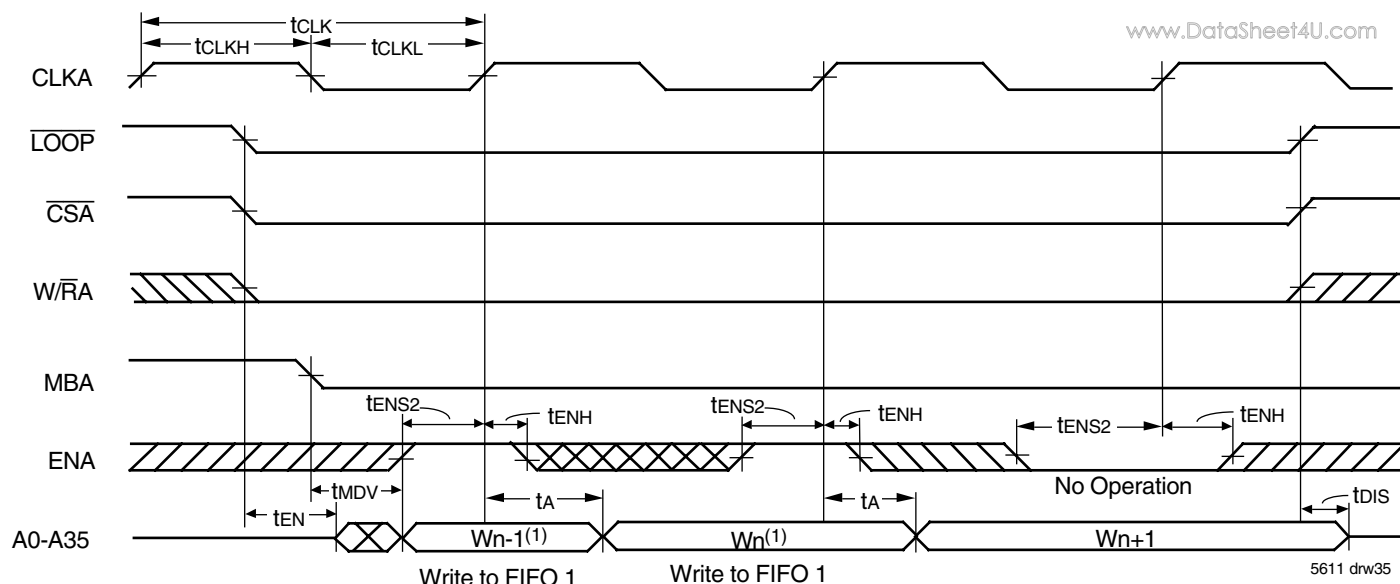 www.DataSheet4U.com
tCLK
tCLKH
tCLKL
CLKA
LOOP
CSA
W/RA
MBA
tENS2
tENH
tENS2
tENH
tENS2
tENH
ENA
No Operation
tMDV
tA
tA
tDIS
tEN
A0-A35
Wn-1(1)
Wn(1)
Wn+1
Write to FIFO 1
Write to FIFO 1
5611 drw35